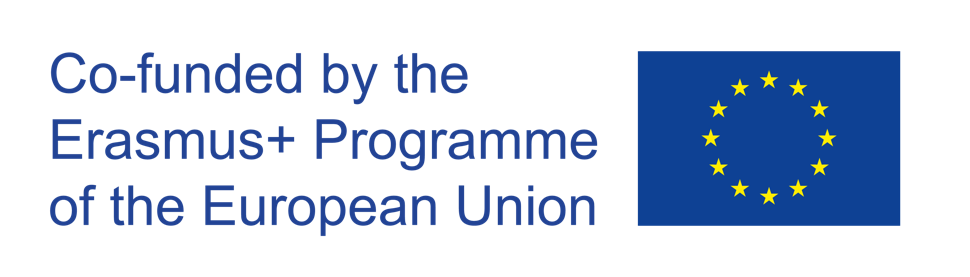 Co-funded by the
Erasmus+ Programme
of the European Union